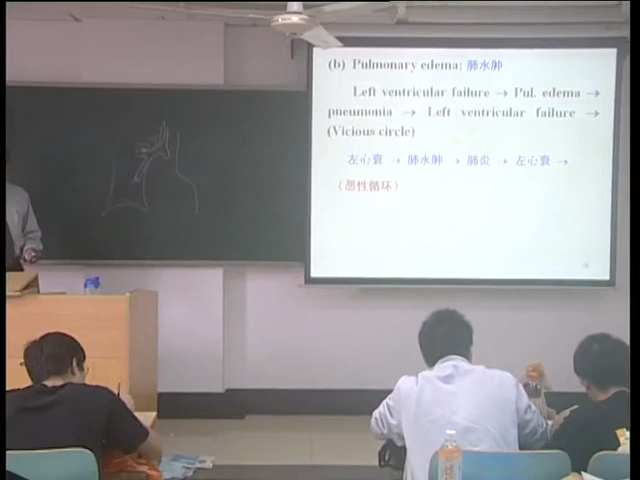 (b) Pulmonary edema: 肺水肿
Left ventricular failure → Pul. edema →
pneumonia → Left ventricular failure →
(Vicious circle)
左心衰 → 肺水肿 → 肺炎 → 左心衰 →
（恶性循环）